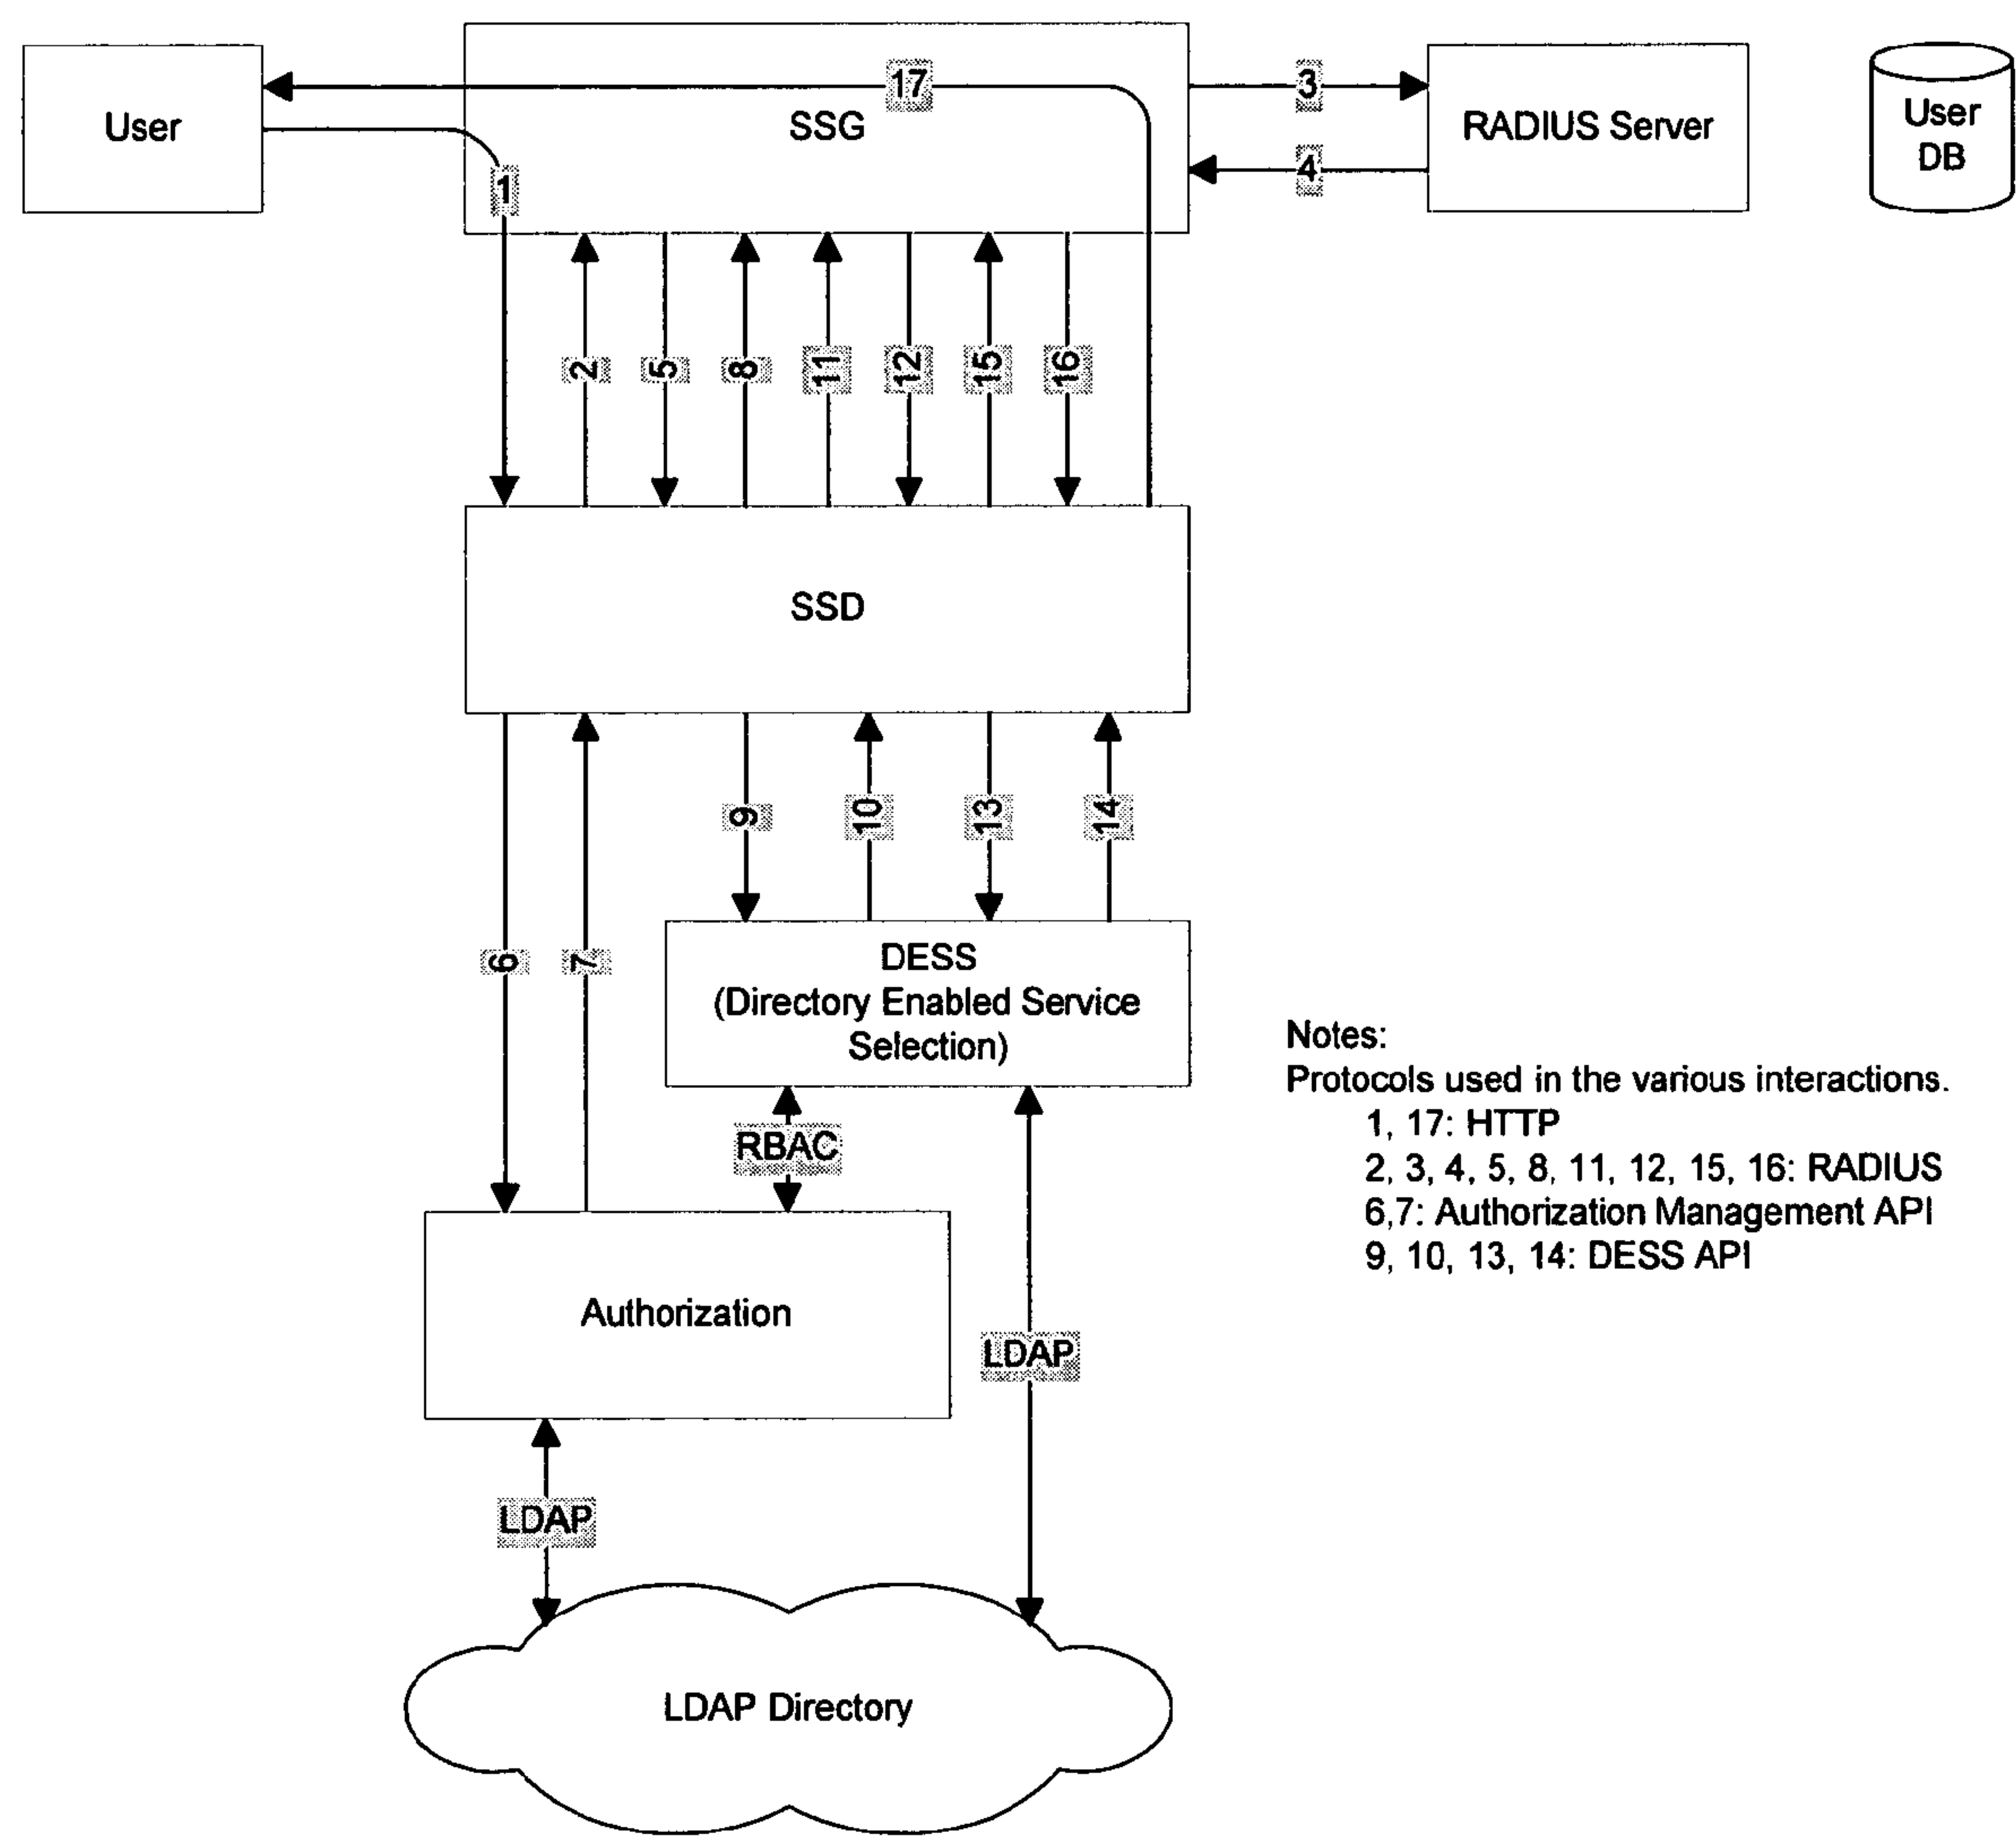 17
3
User
SSG
RADIUS Server
User
DB
1
4
2
5
8
11
12
15
16
SSD
9
10
13
14
6
7
DESS
(Directory Enabled Service
Selection)
Notes:
Protocols used in the various interactions.
1, 17: HTTP
2, 3, 4, 5, 8, 11, 12, 15, 16: RADIUS
6,7: Authorization Management API
9, 10, 13, 14: DESS API
RBAC
Authorization
LDAP
LDAP
LDAP Directory